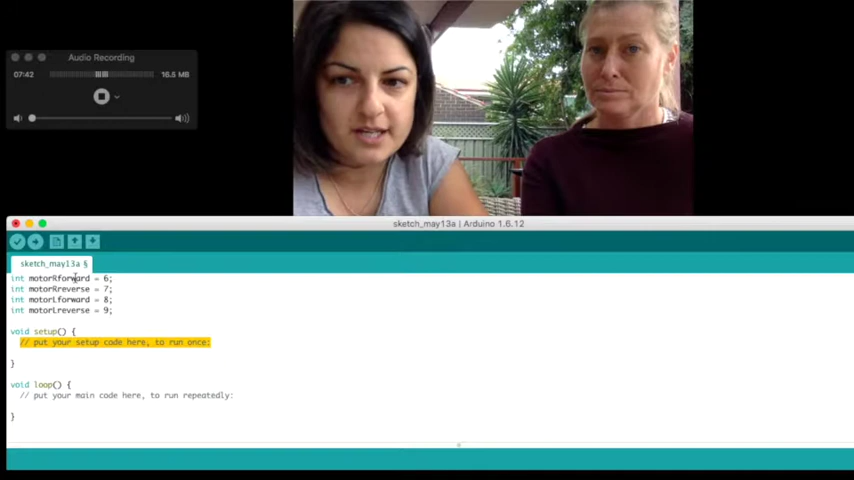 Audio Recording
07:42
16.5 MB
sketch_may13a | Arduino 1.6.12
sketch_may13a §
int motorRforward = 6;
int motorRreverse = 7;
int motorLforward = 8;
int motorLreverse = 9;
void setup() {
// put your setup code here, to run once:
}
void loop() {
// put your main code here, to run repeatedly:
}